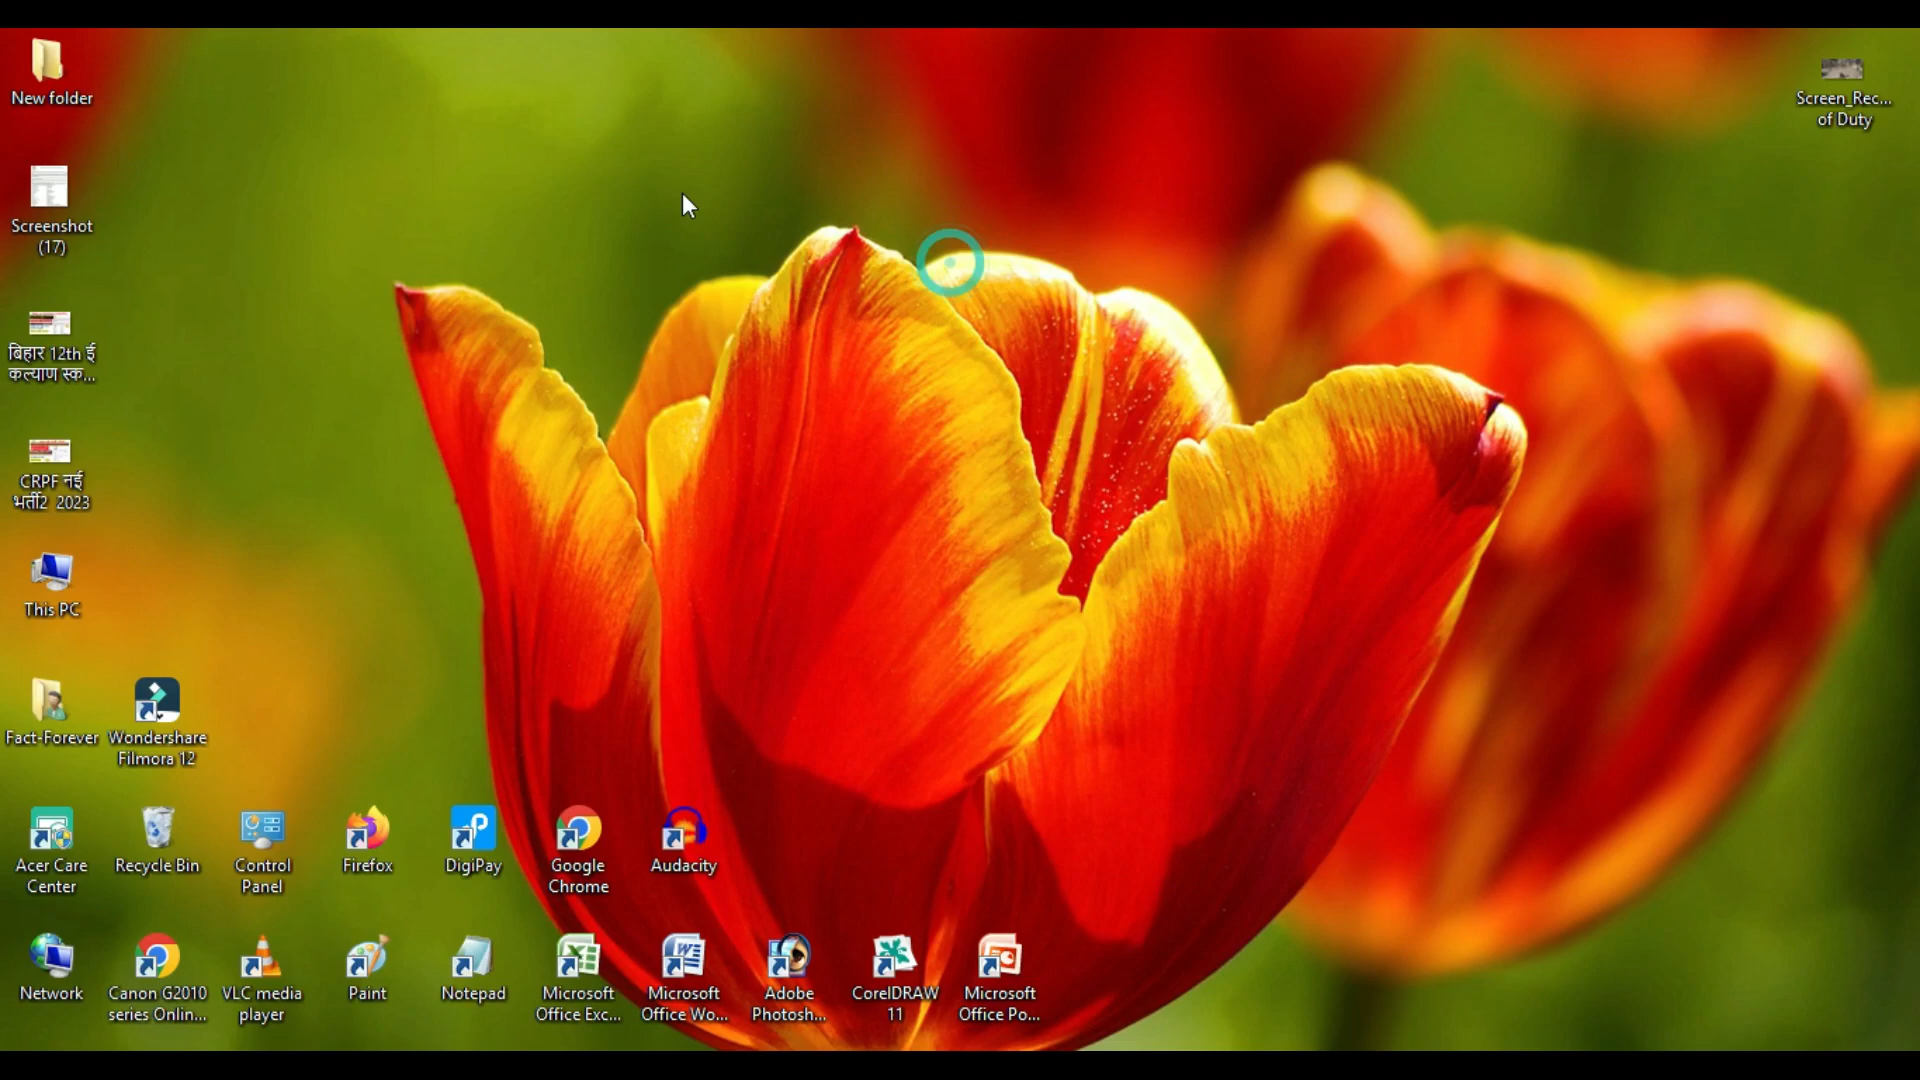 New folder
Screen_Rec...
of Duty
Screenshot
(17)
बिहार 12th ई
कल्याण स्क...
CRPF नई
भर्ती2 2023
This PC
Fact-Forever
Wondershare
Filmora 12
Acer Care
Center
Recycle Bin
Control
Panel
Firefox
DigiPay
Google
Chrome
Audacity
Network
Canon G2010
series Onlin...
VLC media
player
Paint
Notepad
Microsoft
Office Exc...
Microsoft
Office Wo...
Adobe
Photosh...
CorelDRAW
11
Microsoft
Office Po...